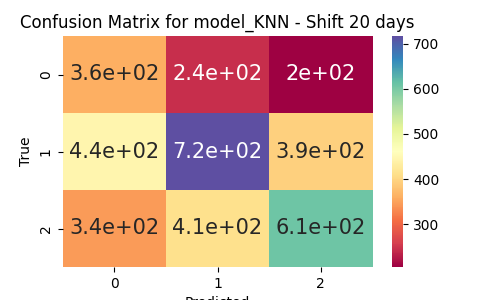 Confusion Matrix for model_KNN - Shift 20 days
0 3.6e+02 2.4e+02 2e+02
1 4.4e+02 7.2e+02 3.9e+02
2 3.4e+02 4.1e+02 6.1e+02
True
0 1 2
Predicted
700
600
500
400
300